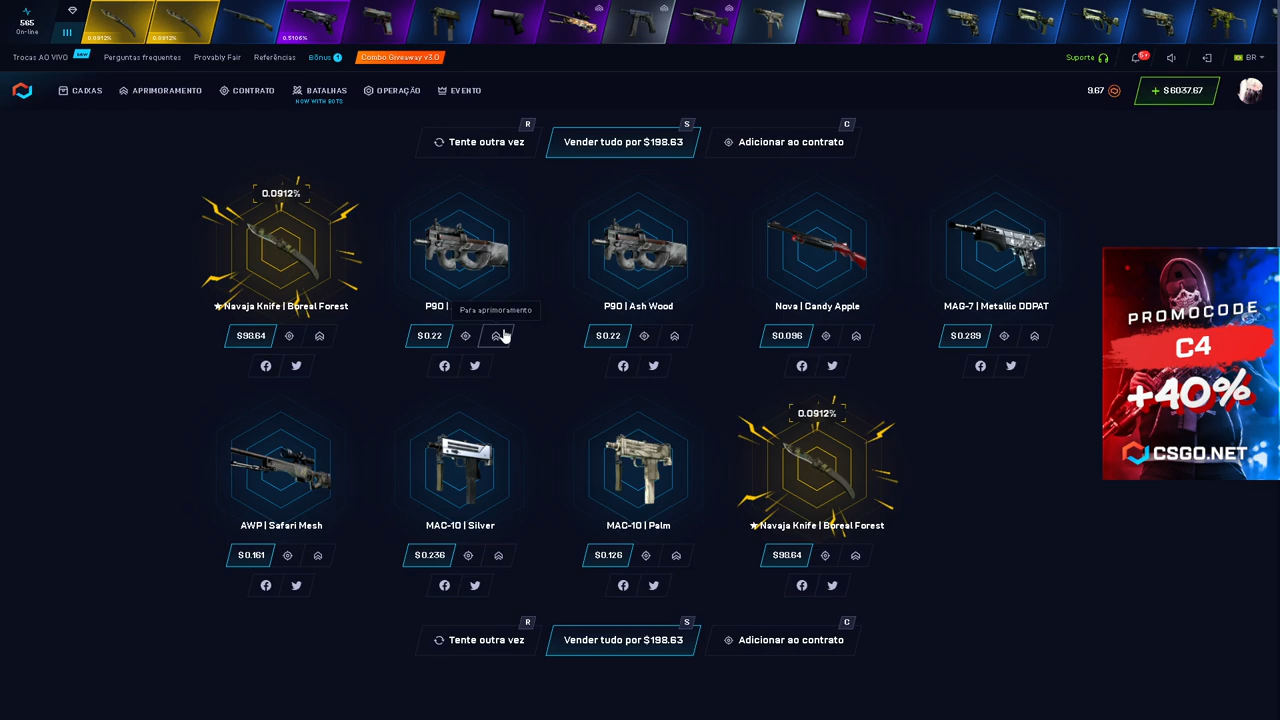 565
On-line
0.0912%
0.0912%
0.5106%
Trocas AO VIVO NEW
Perguntas frequentes
Provably Fair
Referências
Bônus 1
Combo Giveaway v3.0
Suporte
5+
BR
CAIXAS
APRIMORAMENTO
CONTRATO
BATALHAS
NOW WITH BOTS
OPERAÇÃO
EVENTO
9.67
+ $6037.67
R
Tente outra vez
S
Vender tudo por $198.63
C
Adicionar ao contrato
0.0912%
★ Navaja Knife | Boreal Forest
P90 |
Para aprimoramento
P90 | Ash Wood
Nova | Candy Apple
MAG-7 | Metallic DDPAT
$98.64
$0.22
$0.22
$0.096
$0.289
PROMOCODE
C4
+40%
CSGO.NET
0.0912%
AWP | Safari Mesh
MAC-10 | Silver
MAC-10 | Palm
★ Navaja Knife | Boreal Forest
$0.161
$0.236
$0.126
$98.64
R
Tente outra vez
S
Vender tudo por $198.63
C
Adicionar ao contrato